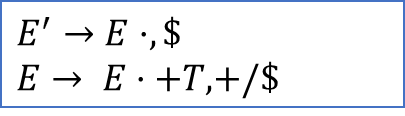 E′ → E ·, $
E → E · +T, +/$